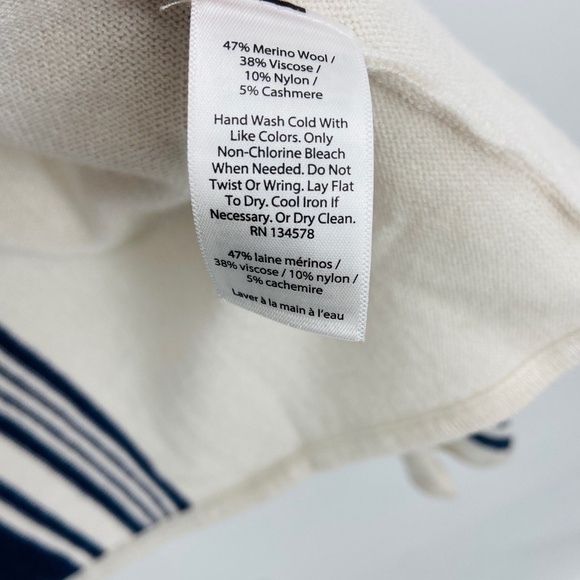 47% Merino Wool /
38% Viscose /
10% Nylon /
5% Cashmere
Hand Wash Cold With
Like Colors. Only
Non-Chlorine Bleach
When Needed. Do Not
Twist Or Wring. Lay Flat
To Dry. Cool Iron If
Necessary. Or Dry Clean.
RN 134578
47% laine mérinos /
38% viscose / 10% nylon /
5% cachemire
Laver à la main à l'eau